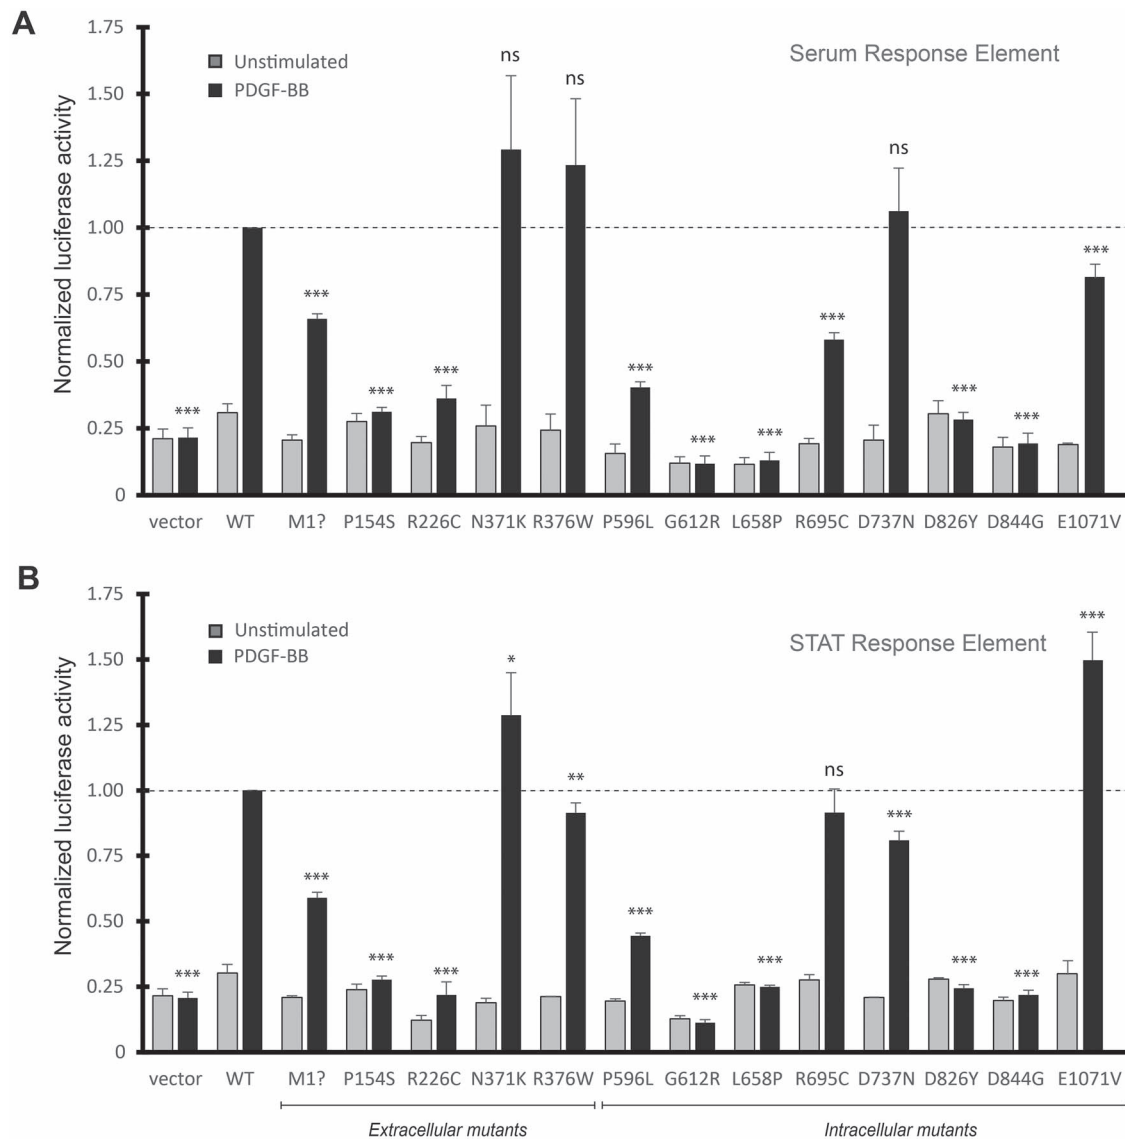 A
1.75
1.50
1.25
1.00
0.75
0.50
0.25
0
Normalized luciferase activity
Unstimulated
PDGF-BB
Serum Response Element
*** *** *** *** ns ns *** *** *** *** ns *** *** ***
vector WT M1? P154S R226C N371K R376W P596L G612R L658P R695C D737N D826Y D844G E1071V
B
1.75
1.50
1.25
1.00
0.75
0.50
0.25
0
Normalized luciferase activity
Unstimulated
PDGF-BB
STAT Response Element
*** *** *** *** * ** *** *** *** ns *** *** *** ***
vector WT M1? P154S R226C N371K R376W P596L G612R L658P R695C D737N D826Y D844G E1071V
Extracellular mutants Intracellular mutants